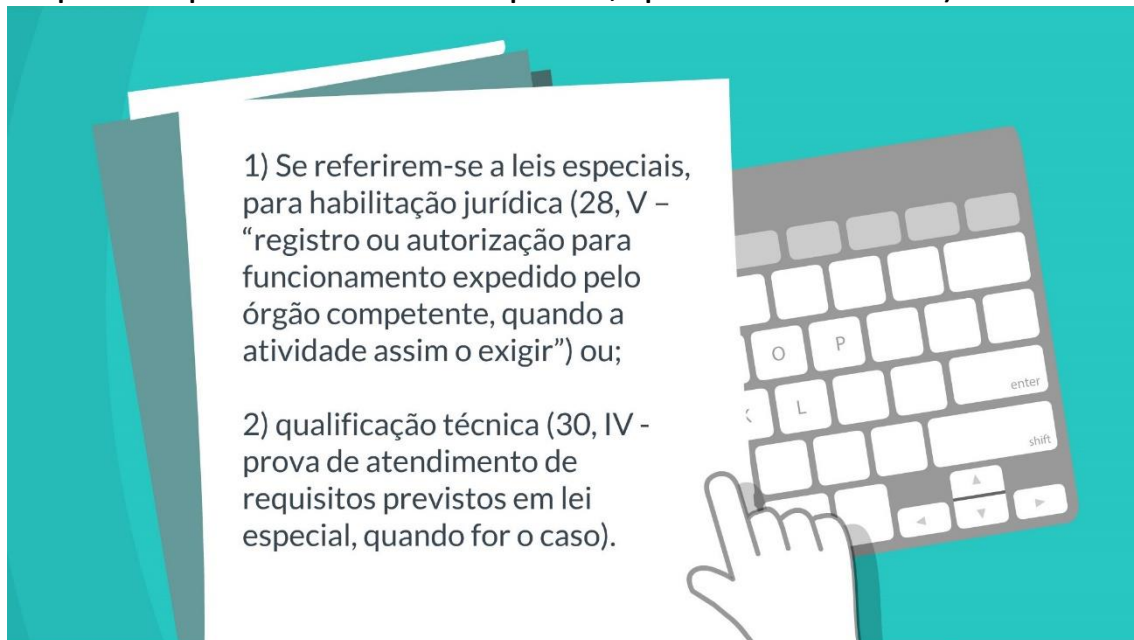 1) Se referirem-se a leis especiais,
para habilitação jurídica (28, V –
“registro ou autorização para
funcionamento expedido pelo
órgão competente, quando a
atividade assim o exigir”) ou;
2) qualificação técnica (30, IV -
prova de atendimento de
requisitos previstos em lei
especial, quando for o caso).
O P
L
enter
shift